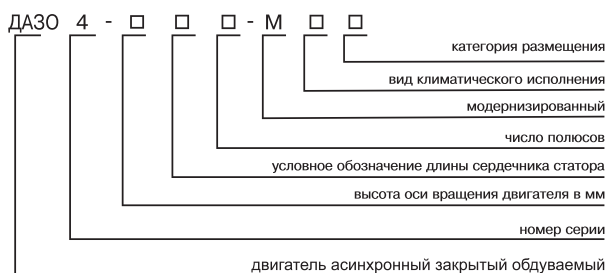 ДАЗО 4 - □ □ □ - М □ □
категория размещения
вид климатического исполнения
модернизированный
число полюсов
условное обозначение длины сердечника статора
высота оси вращения двигателя в мм
номер серии
двигатель асинхронный закрытый обдуваемый